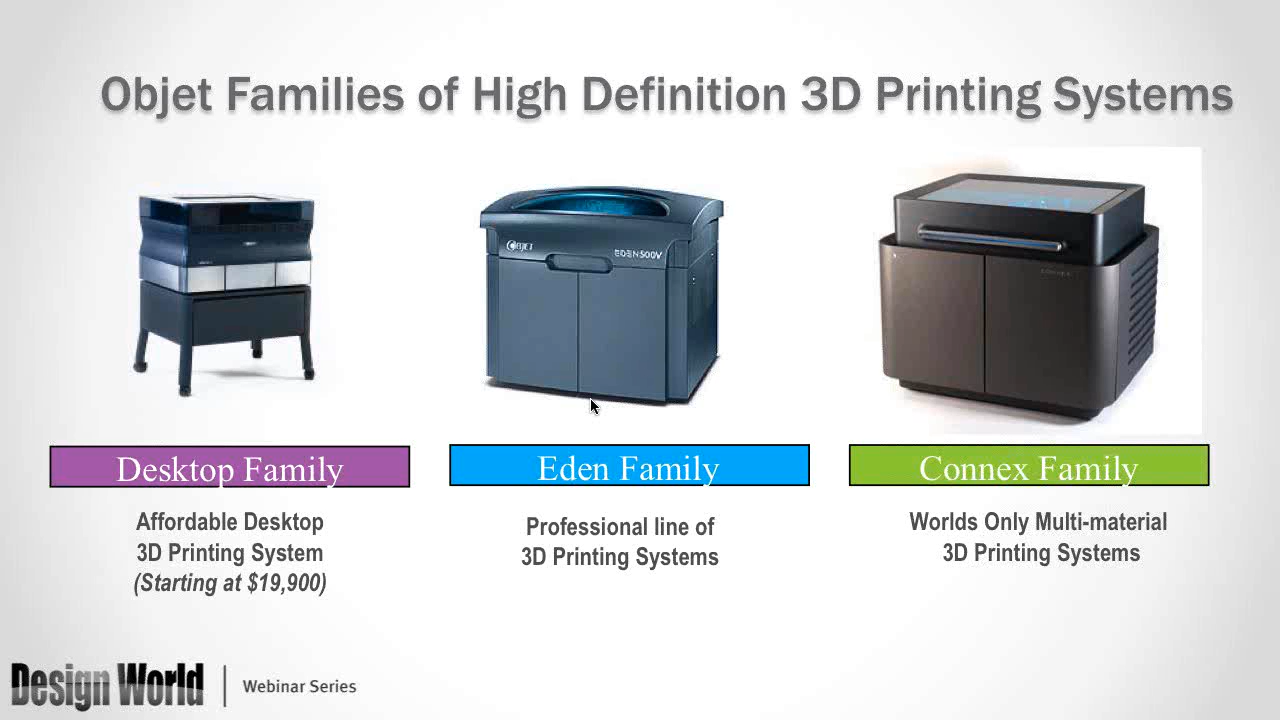 Objet Families of High Definition 3D Printing Systems
OBJET
EDEN500V
Desktop Family
Eden Family
Connex Family
Affordable Desktop
3D Printing System
(Starting at $19,900)
Professional line of
3D Printing Systems
Worlds Only Multi-material
3D Printing Systems
Design World
Webinar Series